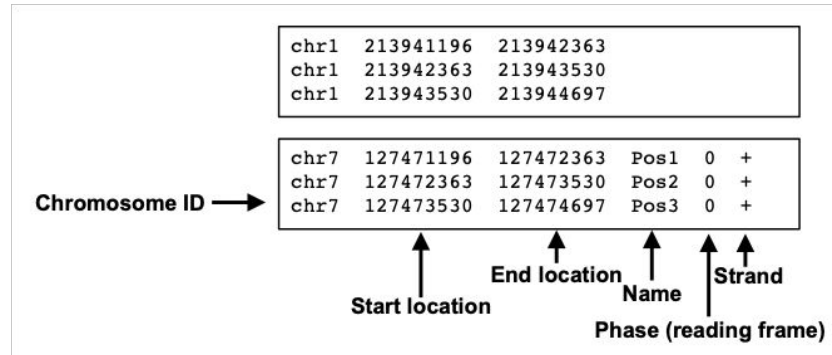 chr1 213941196 213942363
chr1 213942363 213943530
chr1 213943530 213944697
chr7 127471196 127472363 Pos1 0 +
chr7 127472363 127473530 Pos2 0 +
chr7 127473530 127474697 Pos3 0 +
Chromosome ID
Start location
End location
Name
Strand
Phase (reading frame)